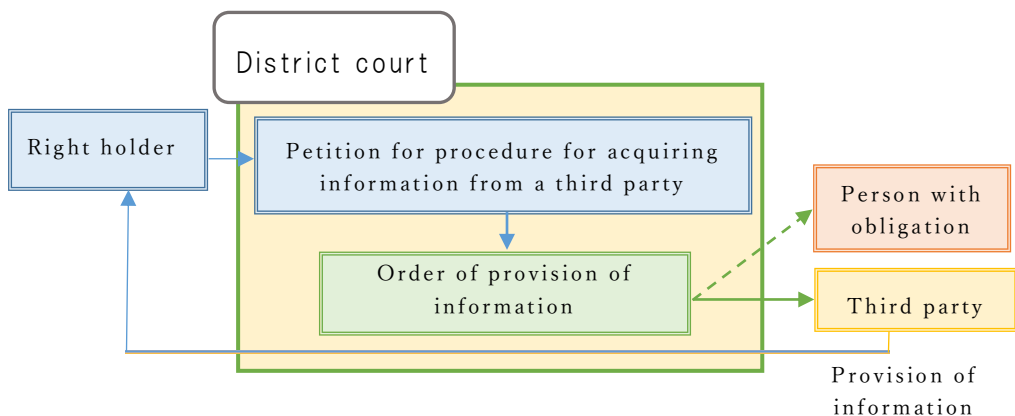 District court
Right holder
Petition for procedure for acquiring
information from a third party
Person with
obligation
Order of provision of
information
Third party
Provision of
information